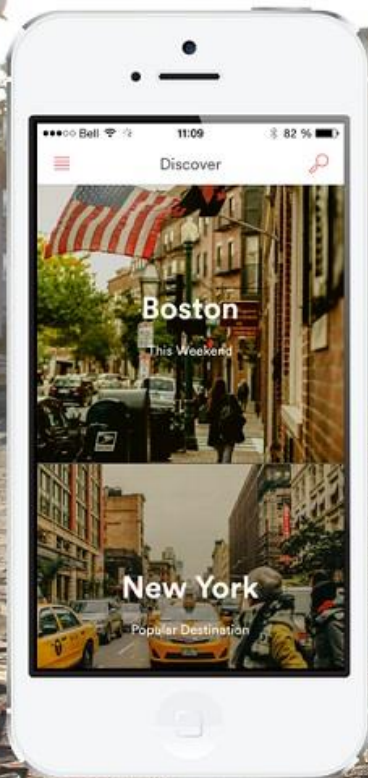 Bell 11:09 82 %
Discover
Boston
This Weekend
New York
Popular Destination